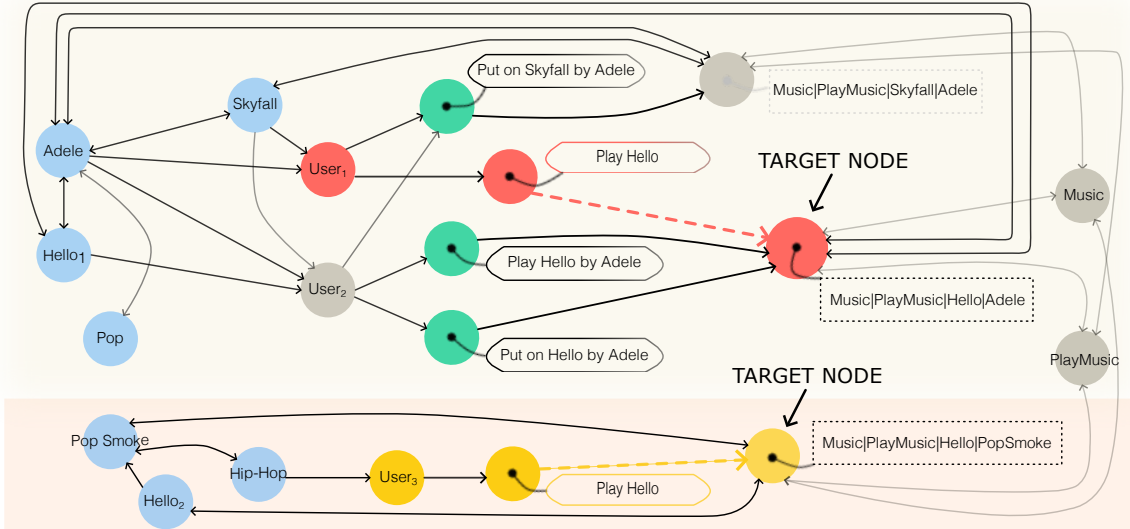 Put on Skyfall by Adele
Music|PlayMusic|Skyfall|Adele
Skyfall
Adele
User₁
Play Hello
TARGET NODE
Music
Hello₁
Play Hello by Adele
User₂
Music|PlayMusic|Hello|Adele
Pop
Put on Hello by Adele
PlayMusic
TARGET NODE
Pop Smoke
Music|PlayMusic|Hello|PopSmoke
Hip-Hop
User₃
Play Hello
Hello₂